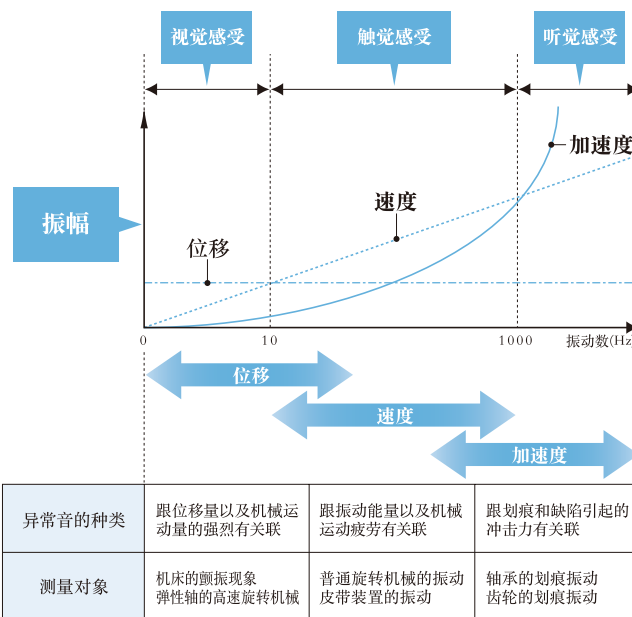 视觉感受
触觉感受
听觉感受
振幅
加速度
速度
位移
0
10
1000
振动数(Hz)
位移
速度
加速度
异常音的种类
跟位移量以及机械运
动量的强烈有关联
跟振动能量以及机械
运动疲劳有关联
跟划痕和缺陷引起的
冲击力有关联
测量对象
机床的颤振现象
弹性轴的高速旋转机械
普通旋转机械的振动
皮带装置的振动
轴承的划痕振动
齿轮的划痕振动